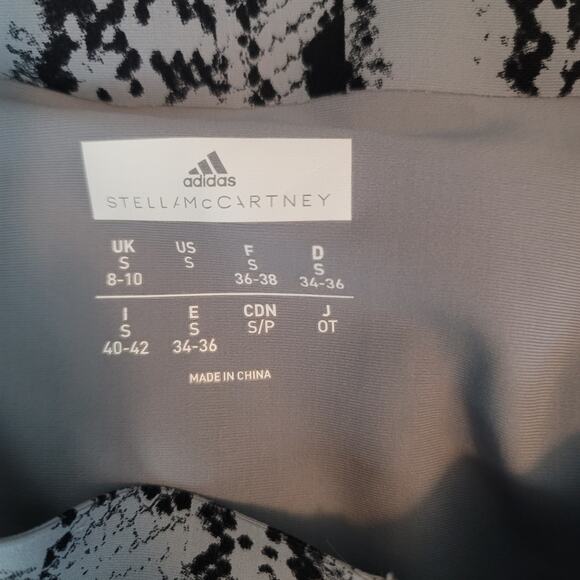 adidas
STELLAMcCARTNEY
UK US F D
S S S S
8-10 36-38 34-36
I E CDN J
S S S/P OT
40-42 34-36
MADE IN CHINA